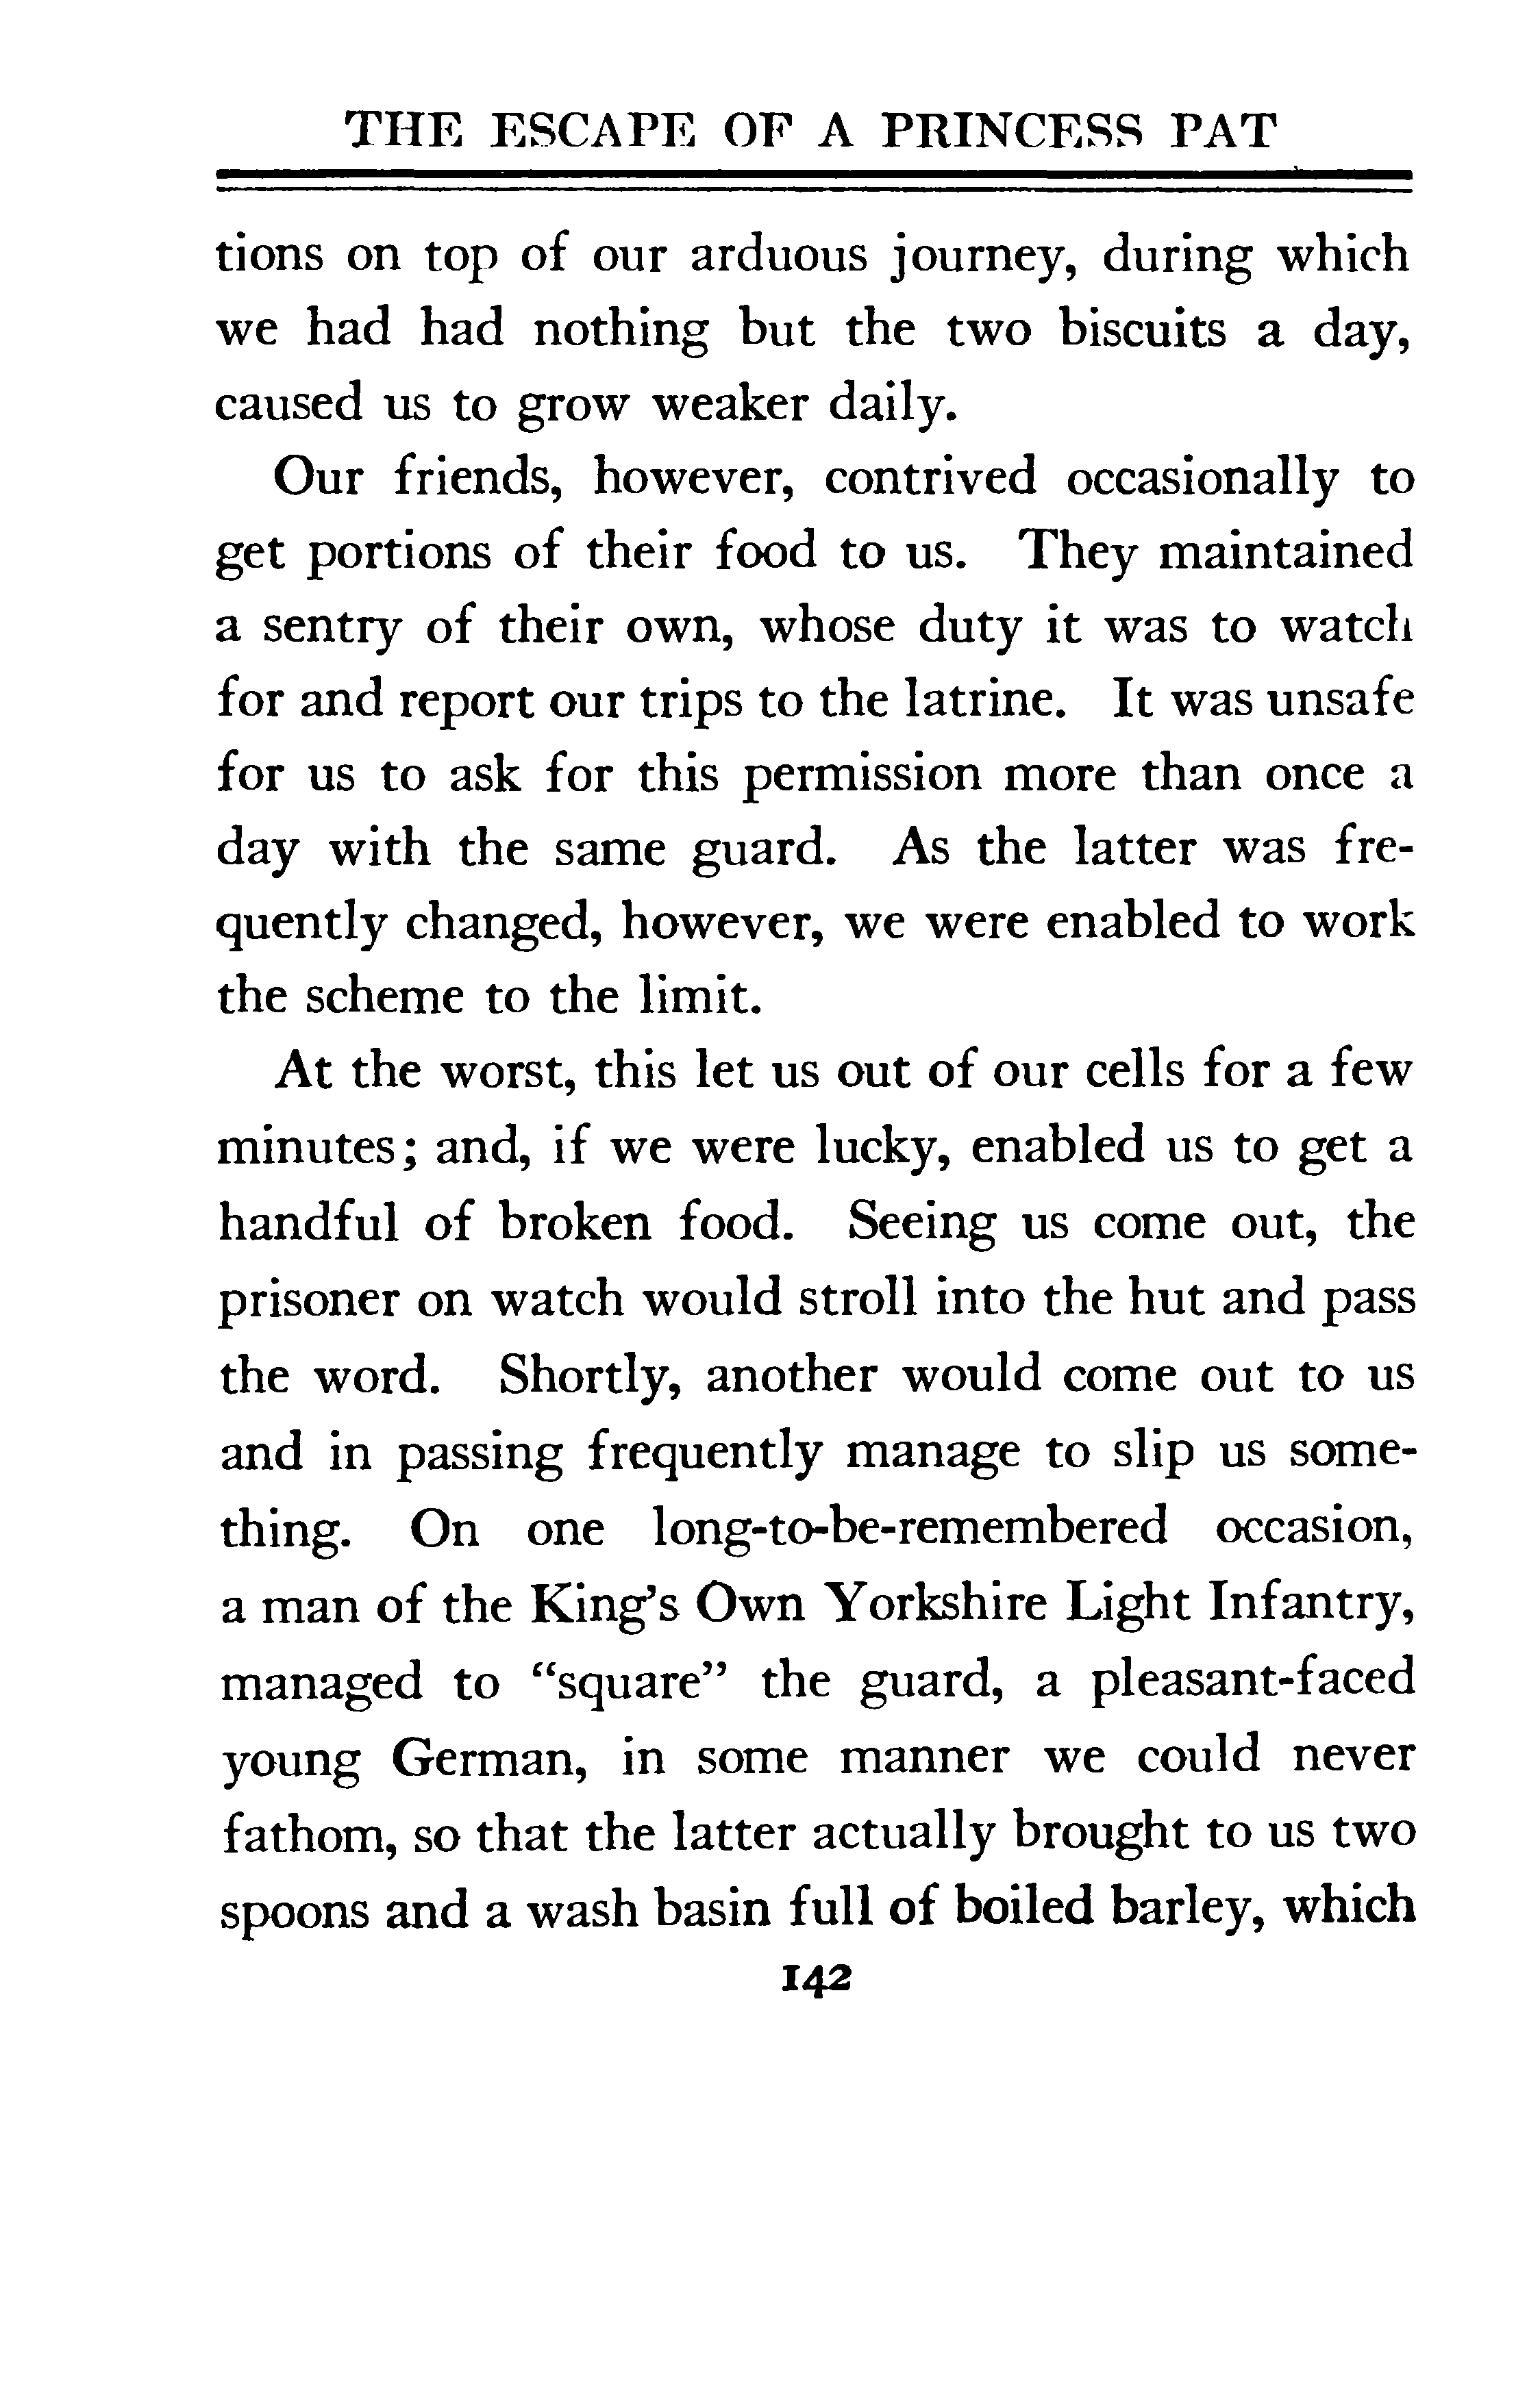 THE ESCAPE OF A PRINCESS PAT
tions on top of our arduous journey, during which
we had had nothing but the two biscuits a day,
caused us to grow weaker daily.
Our friends, however, contrived occasionally to
get portions of their food to us. They maintained
a sentry of their own, whose duty it was to watch
for and report our trips to the latrine. It was unsafe
for us to ask for this permission more than once a
day with the same guard. As the latter was fre-
quently changed, however, we were enabled to work
the scheme to the limit.
At the worst, this let us out of our cells for a few
minutes; and, if we were lucky, enabled us to get a
handful of broken food. Seeing us come out, the
prisoner on watch would stroll into the hut and pass
the word. Shortly, another would come out to us
and in passing frequently manage to slip us some-
thing. On one long-to-be-remembered occasion,
a man of the King's Own Yorkshire Light Infantry,
managed to "square" the guard, a pleasant-faced
young German, in some manner we could never
fathom, so that the latter actually brought to us two
spoons and a wash basin full of boiled barley, which
142